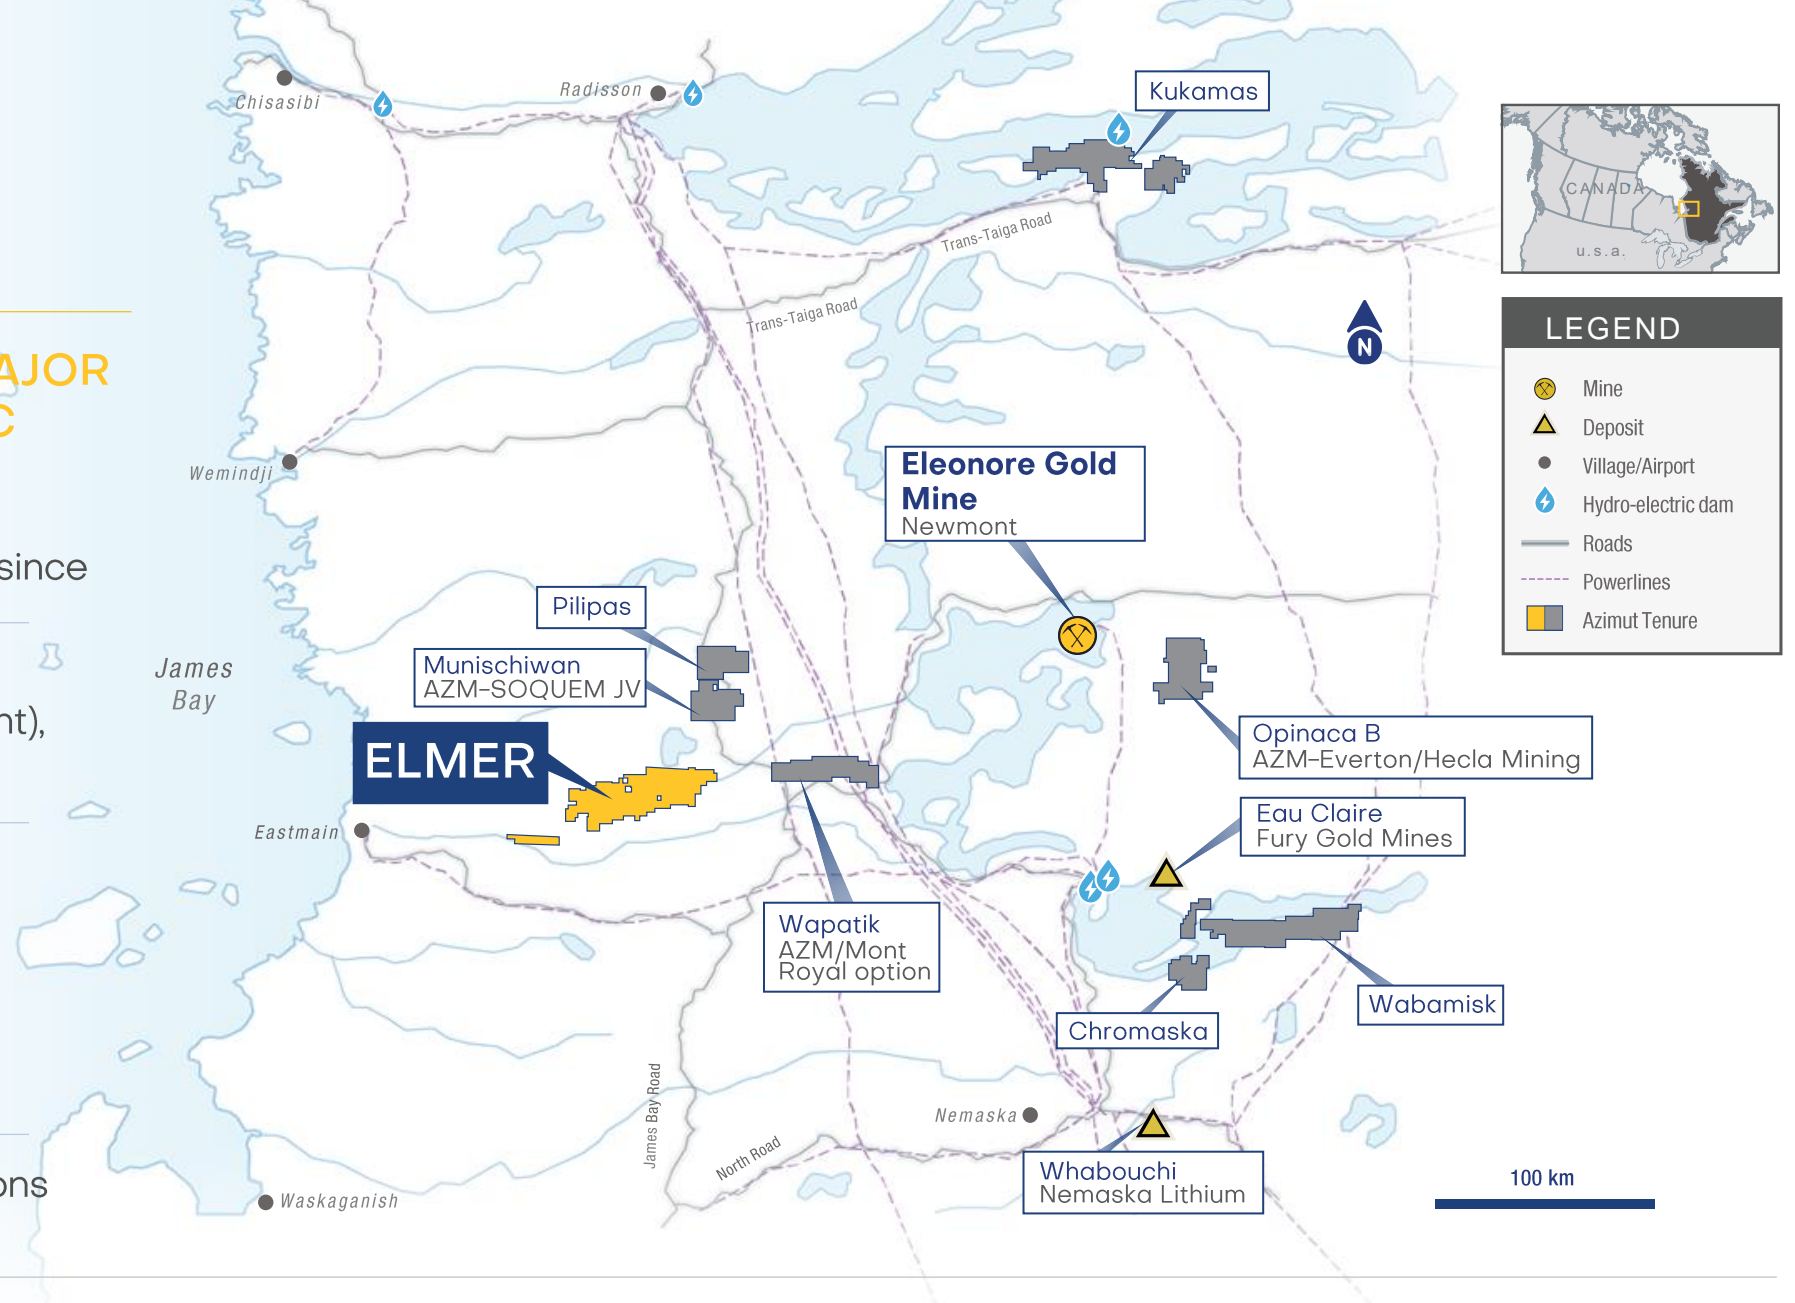 AJOR
C
since
nt),
ons
Chisasibi
Radisson
Kukamas
Trans-Taiga Road
Trans-Taiga Road
Wemindji
Eleonore Gold
Mine
Newmont
Pilipas
Munischiwan
AZM-SOQUEM JV
James
Bay
ELMER
Eastmain
Opinaca B
AZM-Everton/Hecla Mining
Eau Claire
Fury Gold Mines
Wapatik
AZM/Mont
Royal option
Wabamisk
Chromaska
James Bay Road
Nemaska
North Road
Whabouchi
Nemaska Lithium
Waskaganish
100 km
N
CANADA
u.s.a.
LEGEND
Mine
Deposit
Village/Airport
Hydro-electric dam
Roads
Powerlines
Azimut Tenure